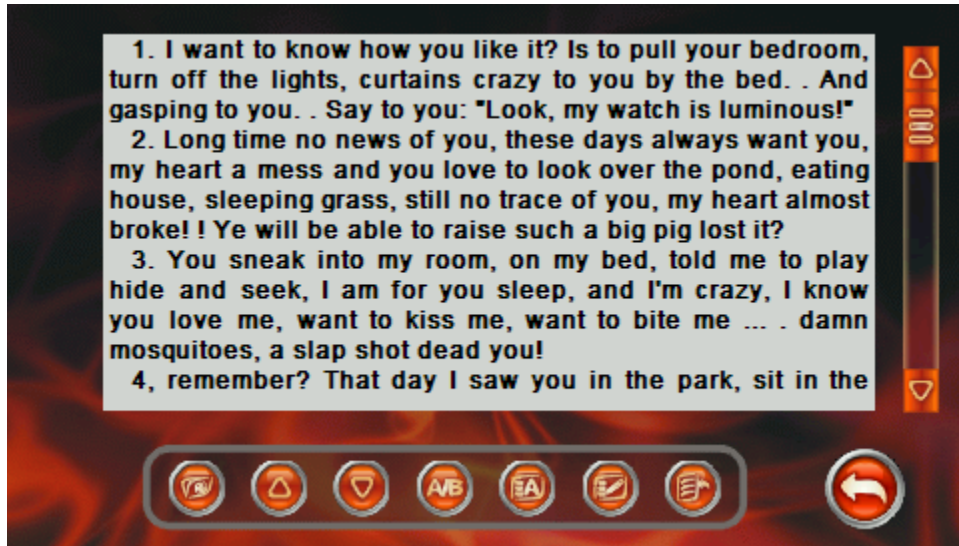 1. I want to know how you like it? Is to pull your bedroom,
turn off the lights, curtains crazy to you by the bed. . And
gasping to you. . Say to you: "Look, my watch is luminous!"
2. Long time no news of you, these days always want you,
my heart a mess and you love to look over the pond, eating
house, sleeping grass, still no trace of you, my heart almost
broke! ! Ye will be able to raise such a big pig lost it?
3. You sneak into my room, on my bed, told me to play
hide and seek, I am for you sleep, and I'm crazy, I know
you love me, want to kiss me, want to bite me ... . damn
mosquitoes, a slap shot dead you!
4, remember? That day I saw you in the park, sit in the
A/B A